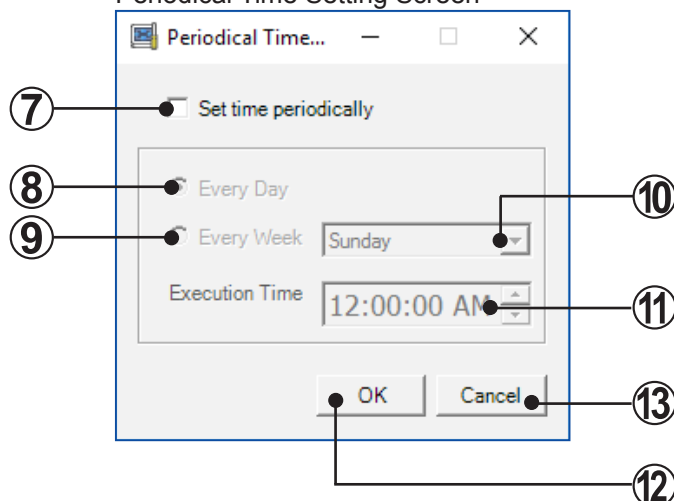 Periodical Time Setting Screen
Periodical Time...
7 Set time periodically
8 Every Day
9 Every Week Sunday 10
Execution Time 12:00:00 AM 11
OK Cancel 13
12